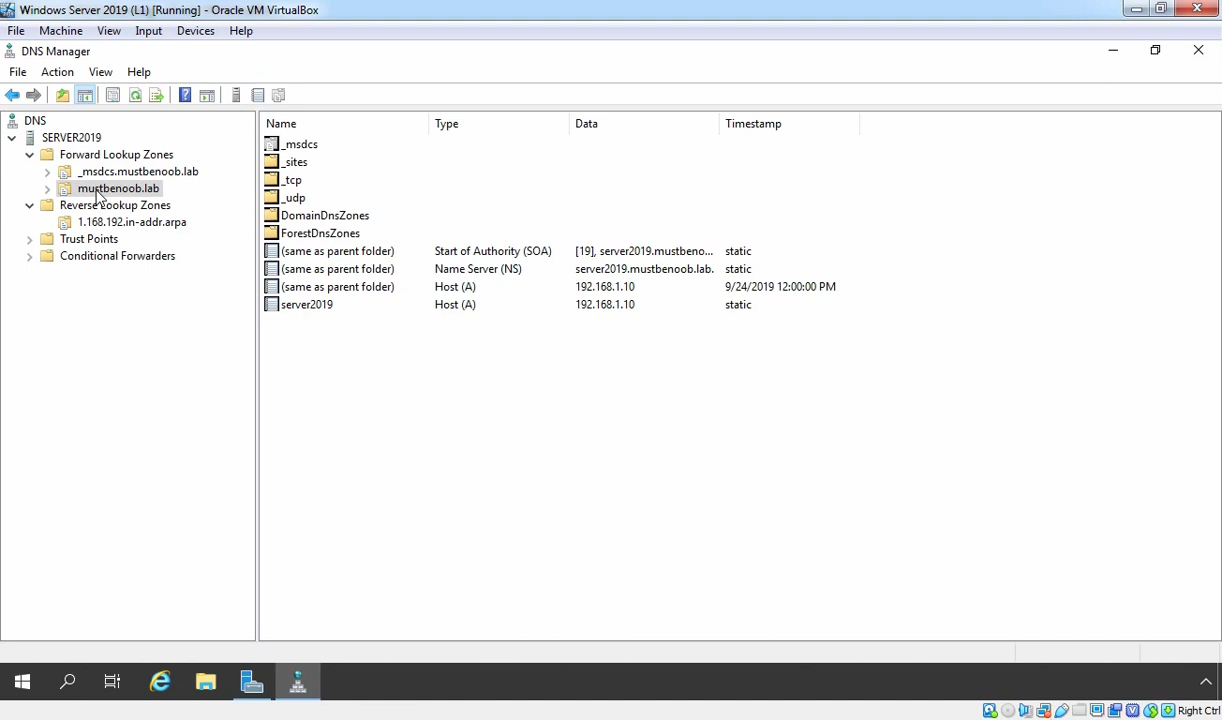 Windows Server 2019 (L1) [Running] - Oracle VM VirtualBox
File Machine View Input Devices Help
DNS Manager
File Action View Help
DNS
SERVER2019
Forward Lookup Zones
_msdcs.mustbenoob.lab
mustbenoob.lab
Reverse Lookup Zones
1.168.192.in-addr.arpa
Trust Points
Conditional Forwarders
Name Type Data Timestamp
_msdcs
_sites
_tcp
_udp
DomainDnsZones
ForestDnsZones
(same as parent folder) Start of Authority (SOA) [19], server2019.mustbeno... static
(same as parent folder) Name Server (NS) server2019.mustbenoob.lab. static
(same as parent folder) Host (A) 192.168.1.10 9/24/2019 12:00:00 PM
server2019 Host (A) 192.168.1.10 static
Right Ctrl